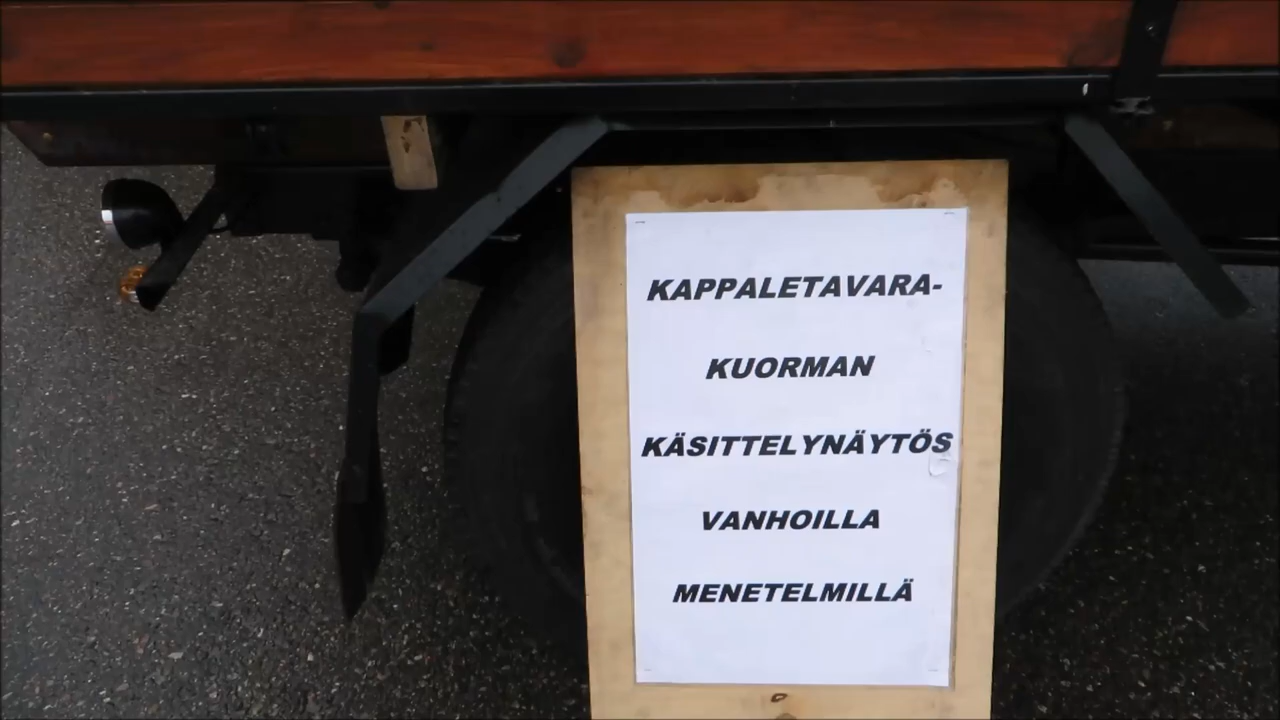 KAPPALETAVARA-
KUORMAN
KÄSITTELYNÄYTÖS
VANHOILLA
MENETELMILLÄ